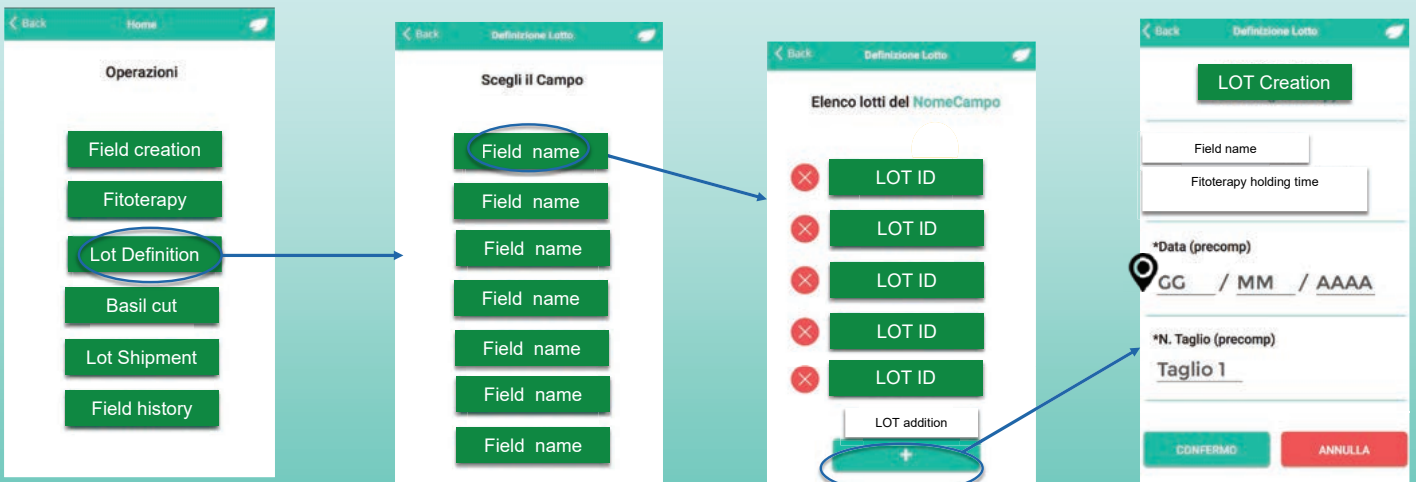 Back Home
Operazioni
Field creation
Fitoterapy
Lot Definition
Basil cut
Lot Shipment
Field history
Back Definizione Lotto
Scegli il Campo
Field name
Field name
Field name
Field name
Field name
Field name
Field name
Back Definizione Lotto
Elenco lotti del NomeCampo
LOT ID
LOT ID
LOT ID
LOT ID
LOT ID
LOT addition
+
Back Definizione Lotto
LOT Creation
Field name
Fitoterapy holding time
*Data (precomp)
GG / MM / AAAA
*N. Taglio (precomp)
Taglio 1
CONFERMO ANNULLA